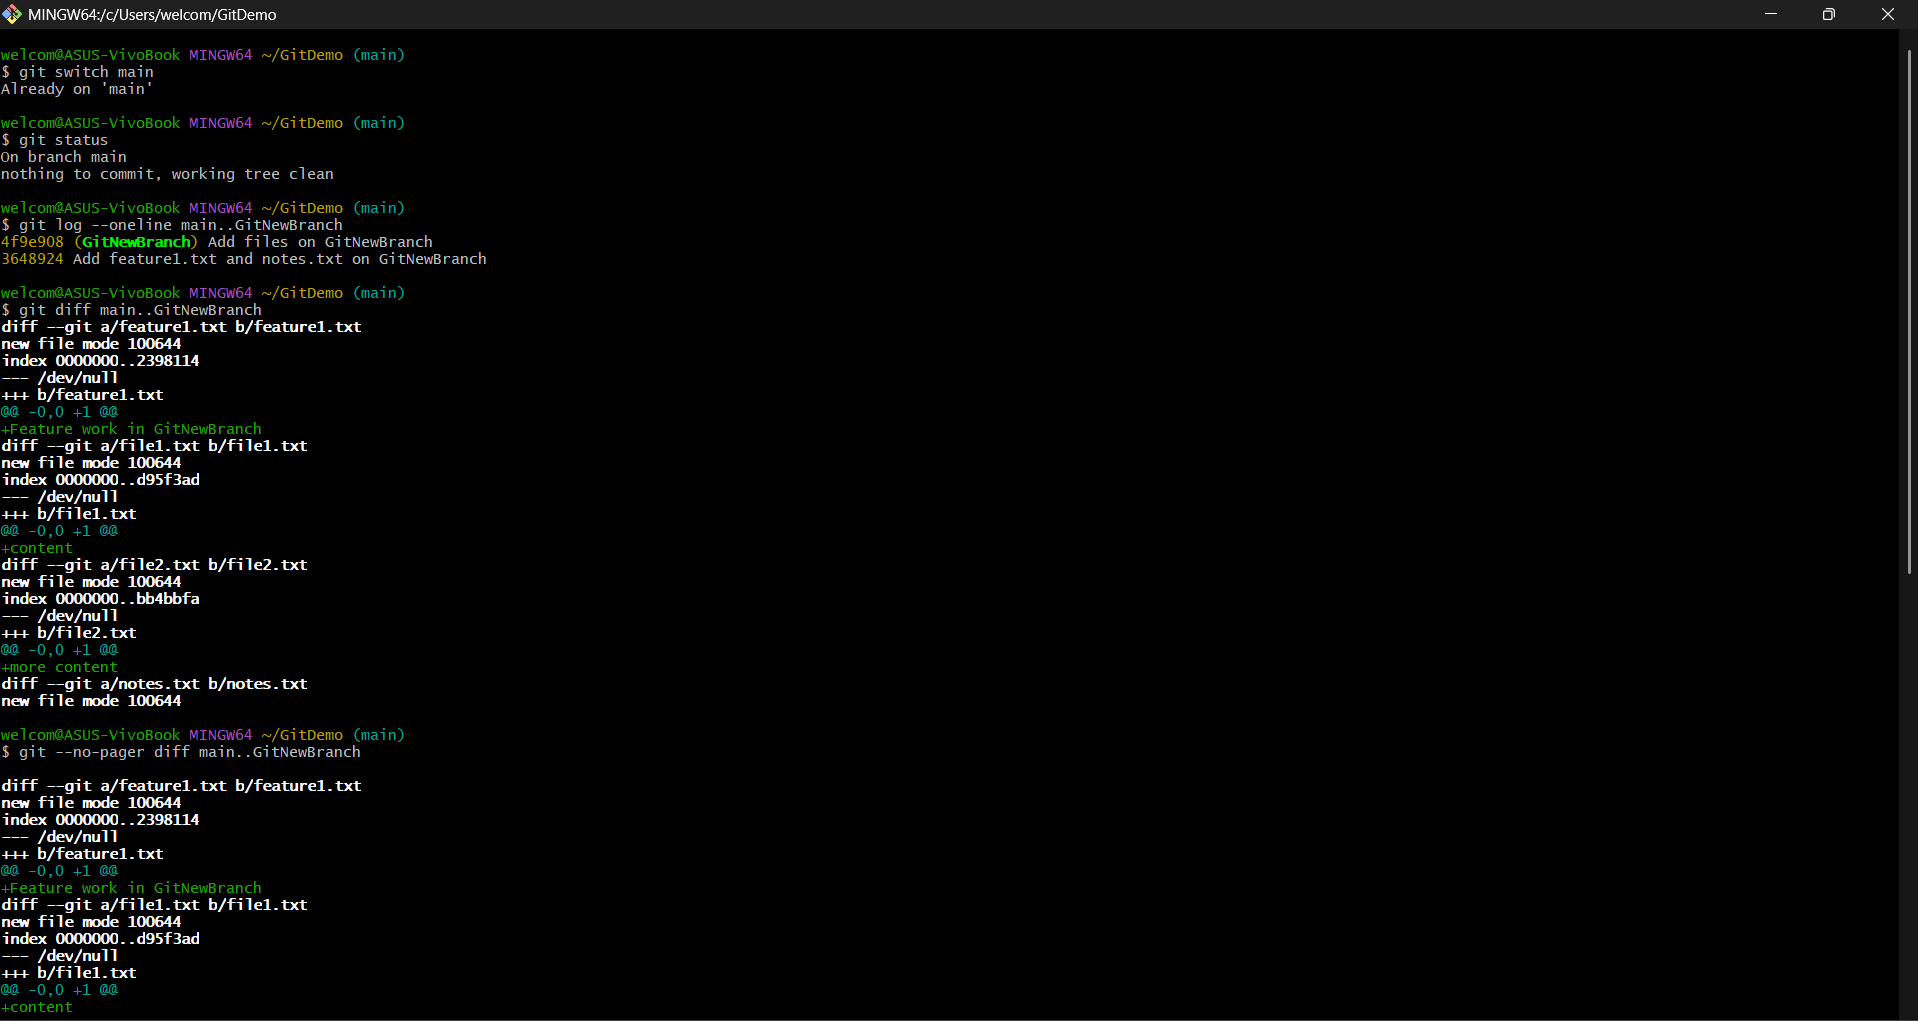 MINGW64:/c/Users/welcom/GitDemo
welcom@ASUS-VivoBook MINGW64 ~/GitDemo (main)
$ git switch main
Already on 'main'
welcom@ASUS-VivoBook MINGW64 ~/GitDemo (main)
$ git status
On branch main
nothing to commit, working tree clean
welcom@ASUS-VivoBook MINGW64 ~/GitDemo (main)
$ git log --oneline main..GitNewBranch
4f9e908 (GitNewBranch) Add files on GitNewBranch
3648924 Add feature1.txt and notes.txt on GitNewBranch
welcom@ASUS-VivoBook MINGW64 ~/GitDemo (main)
$ git diff main..GitNewBranch
diff --git a/feature1.txt b/feature1.txt
new file mode 100644
index 0000000..2398114
--- /dev/null
+++ b/feature1.txt
@@ -0,0 +1 @@
+Feature work in GitNewBranch
diff --git a/file1.txt b/file1.txt
new file mode 100644
index 0000000..d95f3ad
--- /dev/null
+++ b/file1.txt
@@ -0,0 +1 @@
+content
diff --git a/file2.txt b/file2.txt
new file mode 100644
index 0000000..bb4bbfa
--- /dev/null
+++ b/file2.txt
@@ -0,0 +1 @@
+more content
diff --git a/notes.txt b/notes.txt
new file mode 100644
welcom@ASUS-VivoBook MINGW64 ~/GitDemo (main)
$ git --no-pager diff main..GitNewBranch
diff --git a/feature1.txt b/feature1.txt
new file mode 100644
index 0000000..2398114
--- /dev/null
+++ b/feature1.txt
@@ -0,0 +1 @@
+Feature work in GitNewBranch
diff --git a/file1.txt b/file1.txt
new file mode 100644
index 0000000..d95f3ad
--- /dev/null
+++ b/file1.txt
@@ -0,0 +1 @@
+content